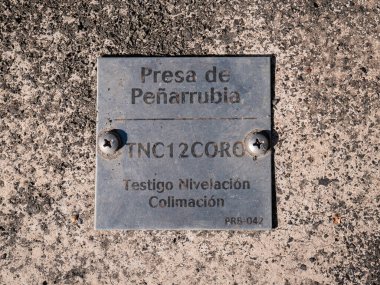 Presa de
Peñarrubia
TNC12CORO
Testigo Nivelación
Colimación
PRB-042